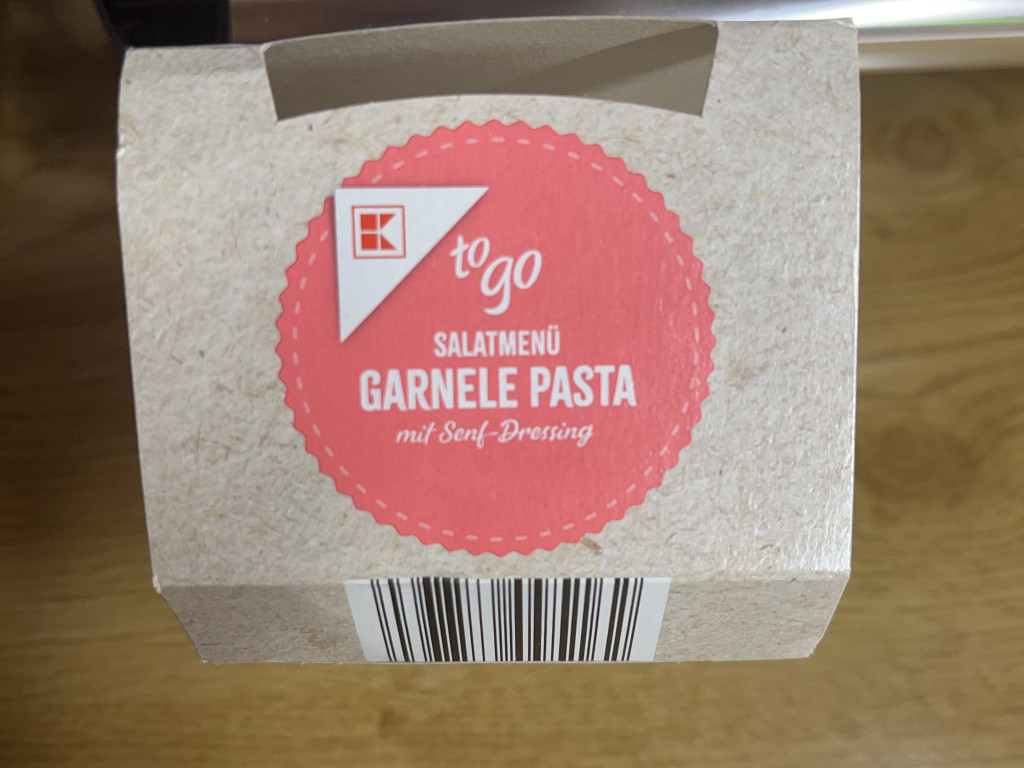 K
to go
SALATMENÜ
GARNELE PASTA
mit Senf-Dressing